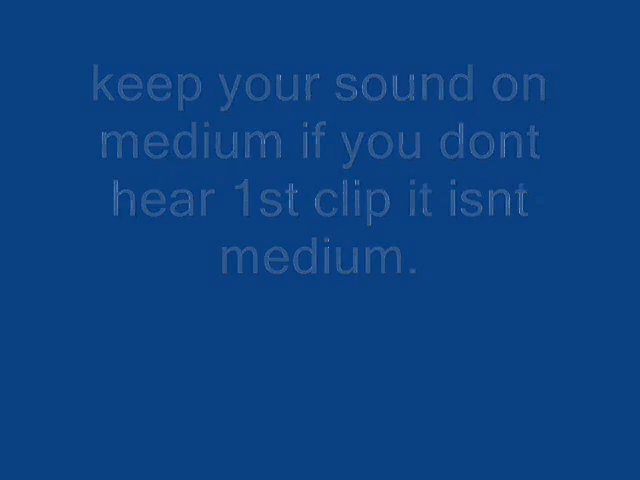 keep your sound on
medium if you dont
hear 1st clip it isnt
medium.